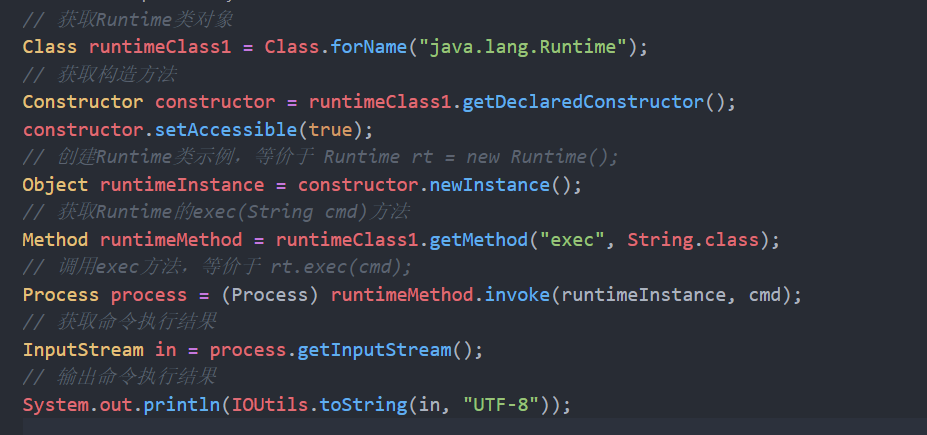 // 获取Runtime类对象
Class runtimeClass1 = Class.forName("java.lang.Runtime");
// 获取构造方法
Constructor constructor = runtimeClass1.getDeclaredConstructor();
constructor.setAccessible(true);
// 创建Runtime类示例，等价于 Runtime rt = new Runtime();
Object runtimeInstance = constructor.newInstance();
// 获取Runtime的exec(String cmd)方法
Method runtimeMethod = runtimeClass1.getMethod("exec", String.class);
// 调用exec方法，等价于 rt.exec(cmd);
Process process = (Process) runtimeMethod.invoke(runtimeInstance, cmd);
// 获取命令执行结果
InputStream in = process.getInputStream();
// 输出命令执行结果
System.out.println(IOUtils.toString(in, "UTF-8"));